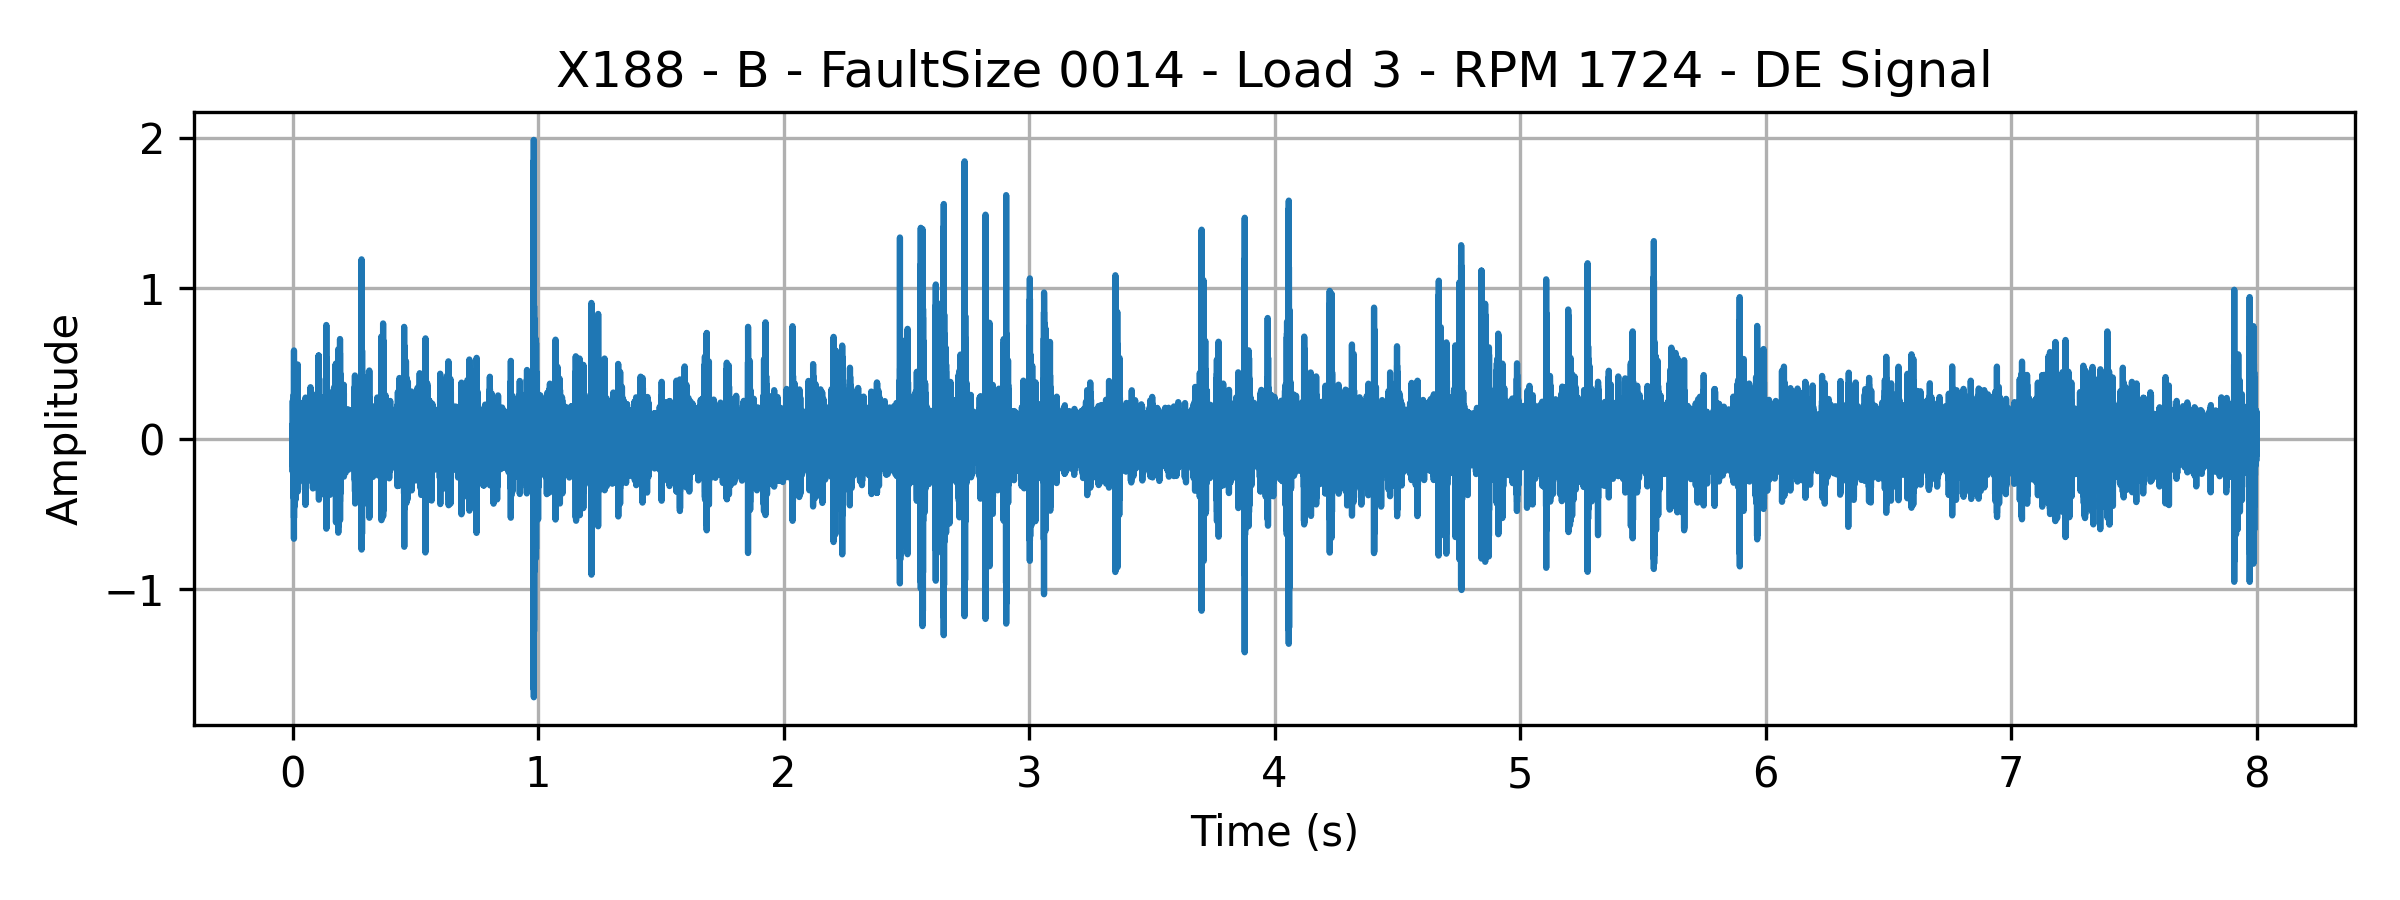 X188 - B - FaultSize 0014 - Load 3 - RPM 1724 - DE Signal
Amplitude
2
1
0
−1
0 1 2 3 4 5 6 7 8
Time (s)